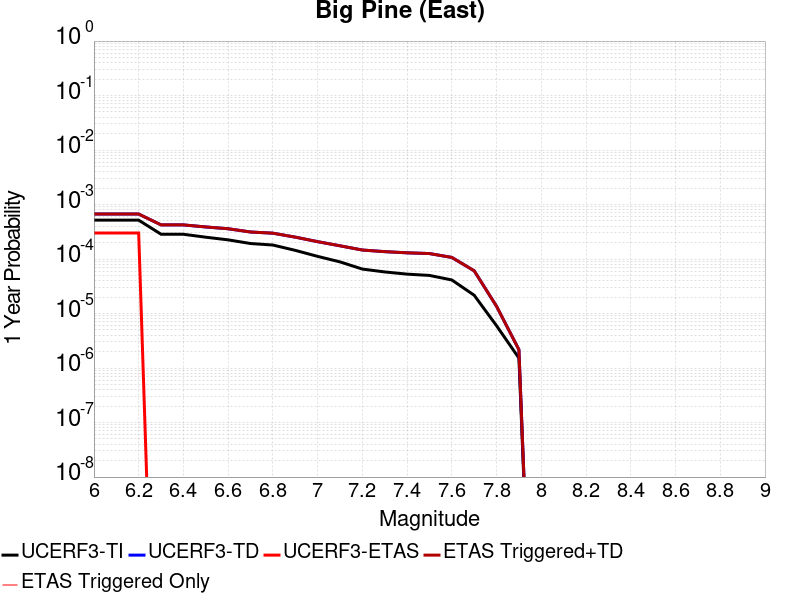 Big Pine (East)
10^0
10^-1
10^-2
10^-3
10^-4
10^-5
10^-6
10^-7
10^-8
1 Year Probability
6 6.2 6.4 6.6 6.8 7 7.2 7.4 7.6 7.8 8 8.2 8.4 8.6 8.8 9
Magnitude
UCERF3-TI UCERF3-TD UCERF3-ETAS ETAS Triggered+TD
ETAS Triggered Only